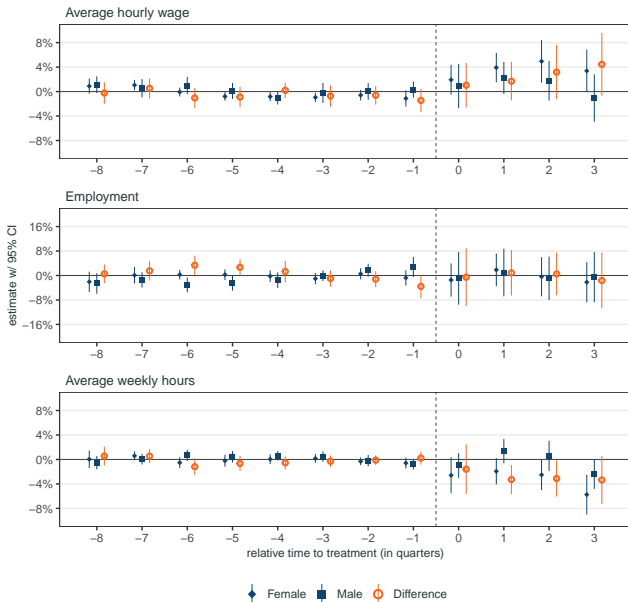 Average hourly wage
8%
4%
0%
−4%
−8%
−8 −7 −6 −5 −4 −3 −2 −1 0 1 2 3
Employment
16%
8%
0%
−8%
−16%
−8 −7 −6 −5 −4 −3 −2 −1 0 1 2 3
estimate w/ 95% CI
Average weekly hours
8%
4%
0%
−4%
−8%
−8 −7 −6 −5 −4 −3 −2 −1 0 1 2 3
relative time to treatment (in quarters)
Female Male Difference